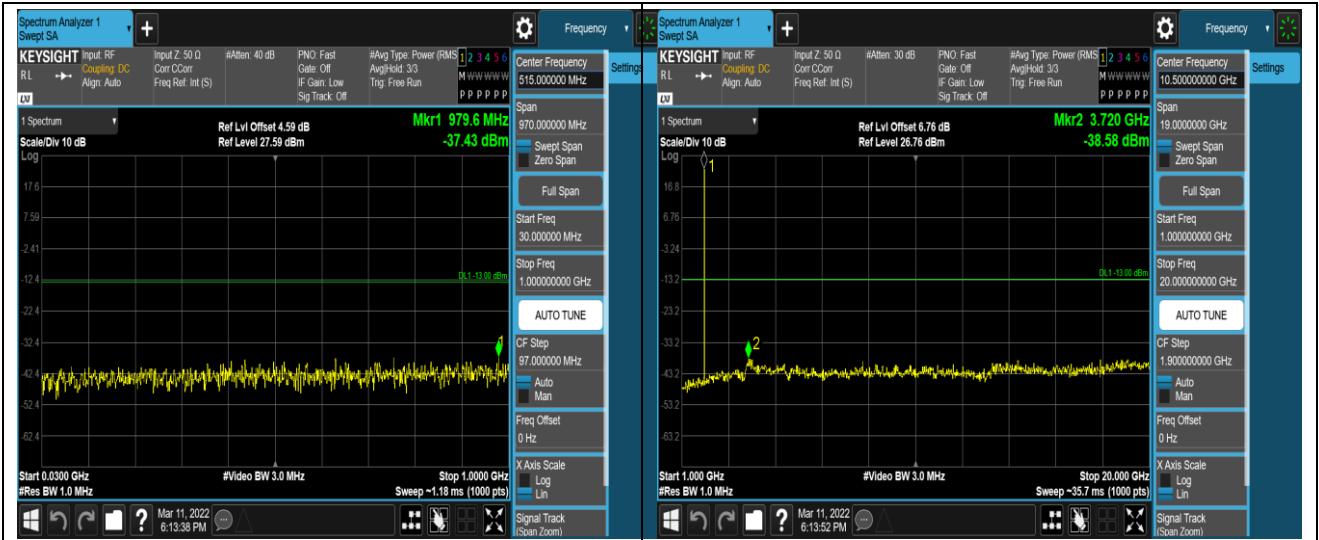 Spectrum Analyzer 1
Swept SA
Frequency
KEYSIGHT
RL
LXI
Input: RF
Coupling: DC
Align: Auto
Input Z: 50 Ω
Corr CCorr
Freq Ref: Int (S)
#Atten: 40 dB
PNO: Fast
Gate: Off
IF Gain: Low
Sig Track: Off
#Avg Type: Power (RMS
Avg|Hold: 3/3
Trig: Free Run
1 2 3 4 5 6
M W W W W W
P P P P P P
Center Frequency
515.000000 MHz
Settings
1 Spectrum
Scale/Div 10 dB
Log
Ref Lvl Offset 4.59 dB
Ref Level 27.59 dBm
Mkr1 979.6 MHz
-37.43 dBm
17.6
7.59
-2.41
-12.4
-22.4
-32.4
-42.4
-52.4
-62.4
DL1 -13.00 dBm
1
Span
970.000000 MHz
Swept Span
Zero Span
Full Span
Start Freq
30.000000 MHz
Stop Freq
1.000000000 GHz
AUTO TUNE
CF Step
97.000000 MHz
Auto
Man
Freq Offset
0 Hz
X Axis Scale
Log
Lin
Signal Track
(Span Zoom)
Start 0.0300 GHz
#Res BW 1.0 MHz
#Video BW 3.0 MHz
Stop 1.0000 GHz
Sweep ~1.18 ms (1000 pts)
?
Mar 11, 2022
6:13:38 PM
Spectrum Analyzer 1
Swept SA
Frequency
KEYSIGHT
RL
LXI
Input: RF
Coupling: DC
Align: Auto
Input Z: 50 Ω
Corr CCorr
Freq Ref: Int (S)
#Atten: 30 dB
PNO: Fast
Gate: Off
IF Gain: Low
Sig Track: Off
#Avg Type: Power (RMS
Avg|Hold: 3/3
Trig: Free Run
1 2 3 4 5 6
M W W W W W
P P P P P P
Center Frequency
10.500000000 GHz
Settings
1 Spectrum
Scale/Div 10 dB
Log
Ref Lvl Offset 6.76 dB
Ref Level 26.76 dBm
Mkr2 3.720 GHz
-38.58 dBm
1
16.8
6.76
-3.24
-13.2
-23.2
-33.2
-43.2
-53.2
-63.2
DL1 -13.00 dBm
2
Span
19.0000000 GHz
Swept Span
Zero Span
Full Span
Start Freq
1.000000000 GHz
Stop Freq
20.000000000 GHz
AUTO TUNE
CF Step
1.900000000 GHz
Auto
Man
Freq Offset
0 Hz
X Axis Scale
Log
Lin
Signal Track
(Span Zoom)
Start 1.000 GHz
#Res BW 1.0 MHz
#Video BW 3.0 MHz
Stop 20.000 GHz
Sweep ~35.7 ms (1000 pts)
?
Mar 11, 2022
6:13:52 PM